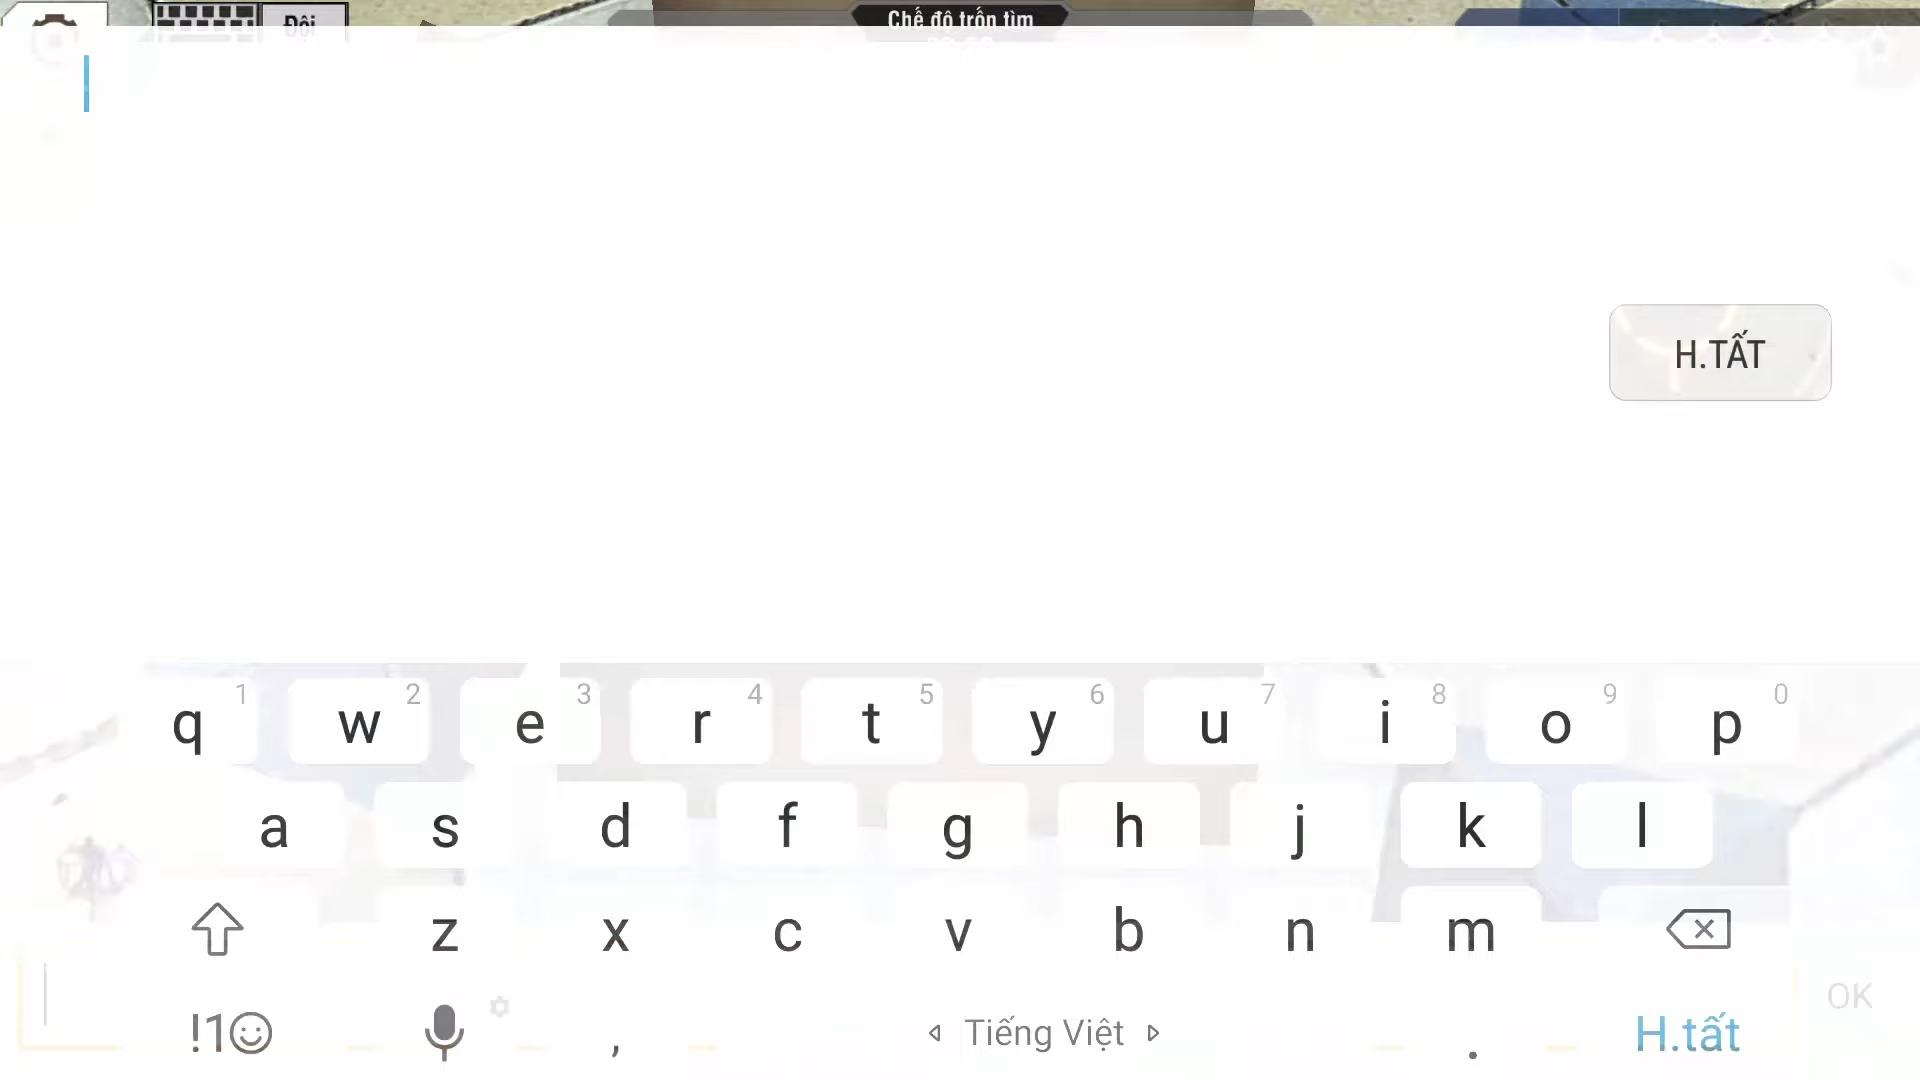 Đội
Chế độ trốn tìm
H.TẤT
1 2 3 4 5 6 7 8 9 0
q w e r t y u i o p
a s d f g h j k l
z x c v b n m
OK
!1☺ , ◃ Tiếng Việt ▹ . H.tất